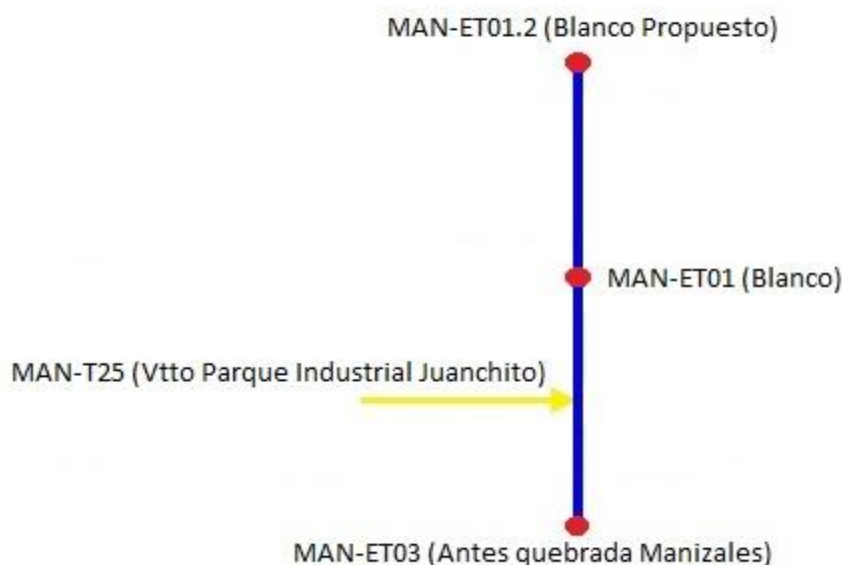 MAN-ET01.2 (Blanco Propuesto)
MAN-ET01 (Blanco)
MAN-T25 (Vtto Parque Industrial Juanchito)
MAN-ET03 (Antes quebrada Manizales)